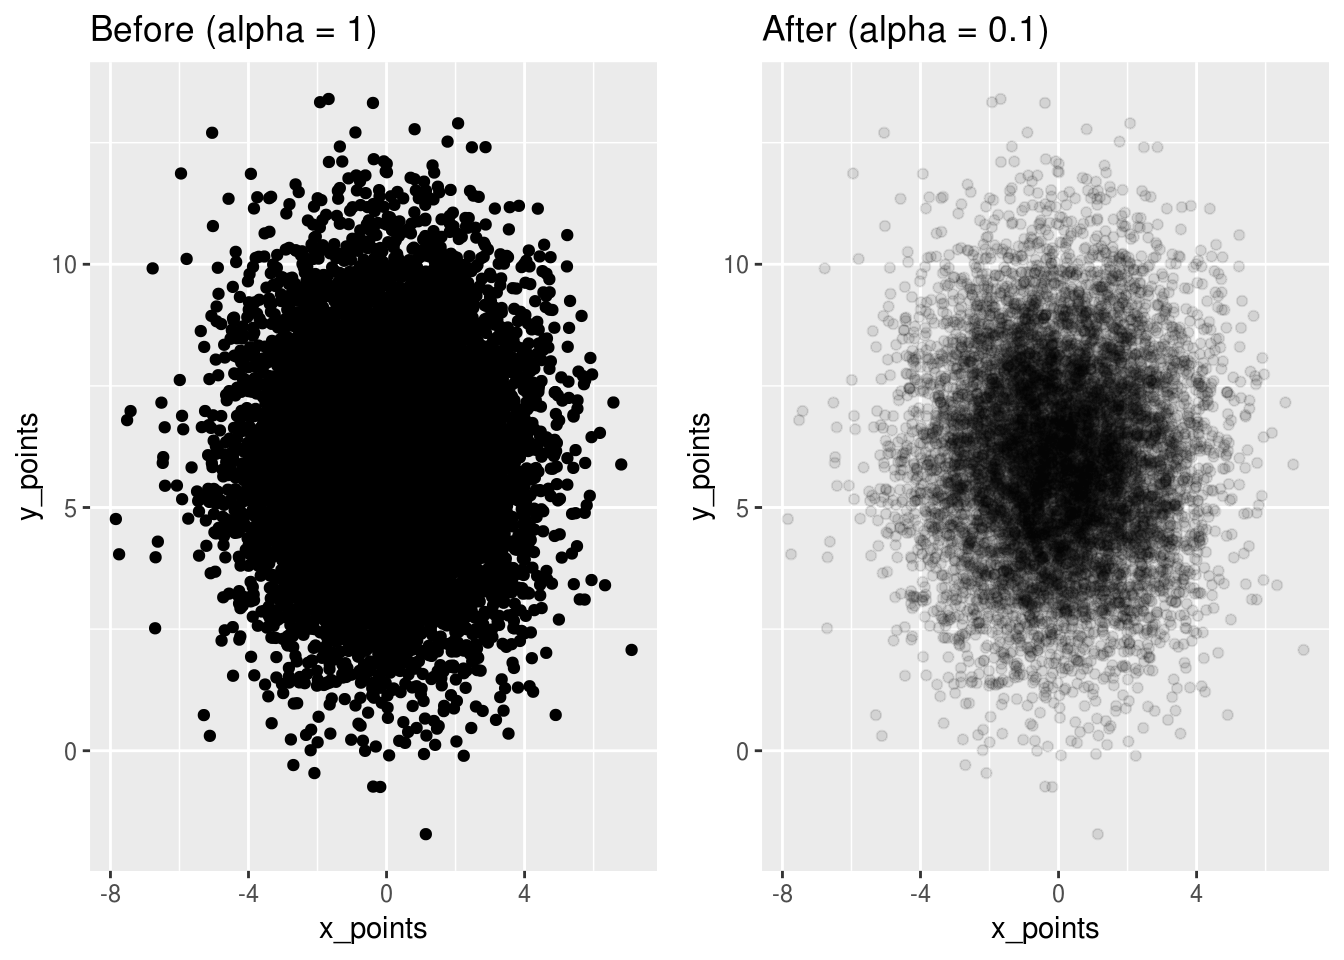 Before (alpha = 1)
y_points
10
5
0
-8 -4 0 4
x_points
After (alpha = 0.1)
y_points
10
5
0
-8 -4 0 4
x_points